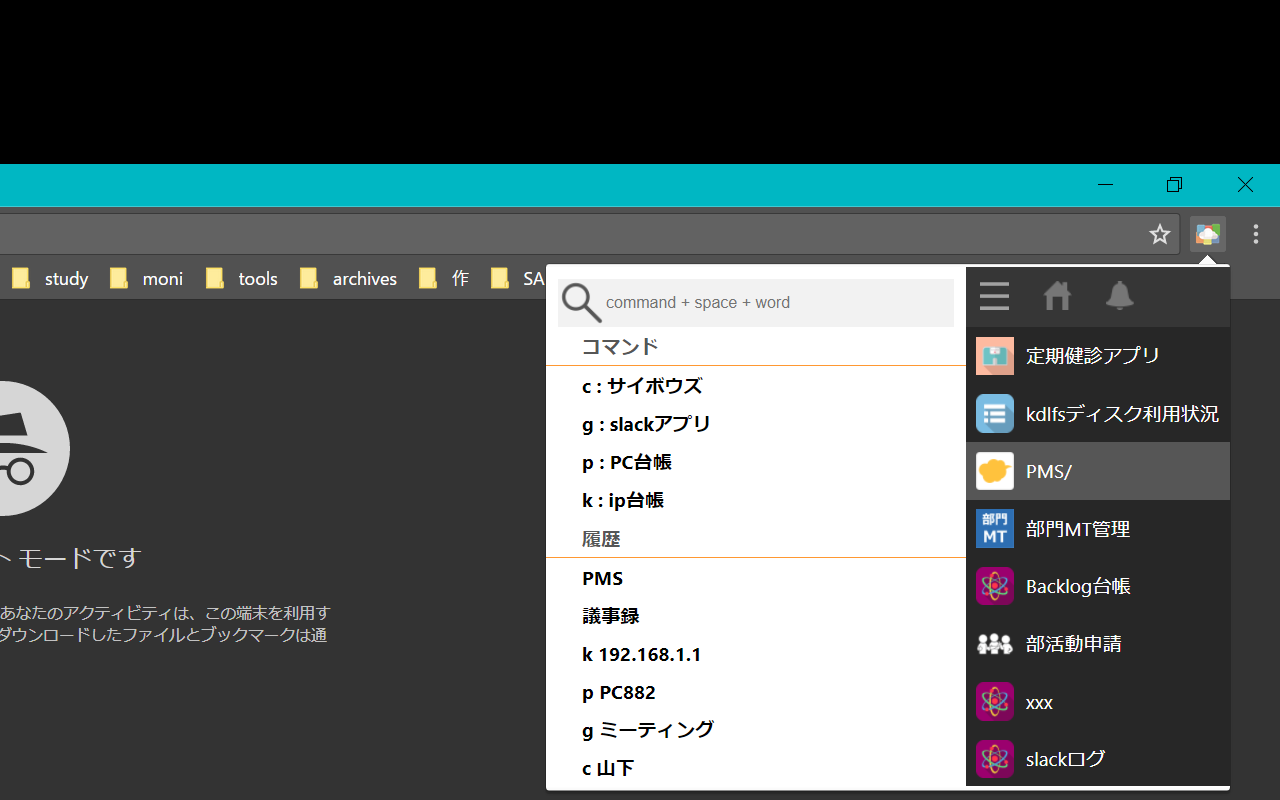 study
moni
tools
archives
作
SA
ト モードです
あなたのアクティビティは、この端末を利用す
ダウンロードしたファイルとブックマークは通
command + space + word
コマンド
c : サイボウズ
g : slackアプリ
p : PC台帳
k : ip台帳
履歴
PMS
議事録
k 192.168.1.1
p PC882
g ミーティング
c 山下
定期健診アプリ
kdlfsディスク利用状況
PMS/
部門
MT
部門MT管理
Backlog台帳
部活動申請
xxx
slackログ